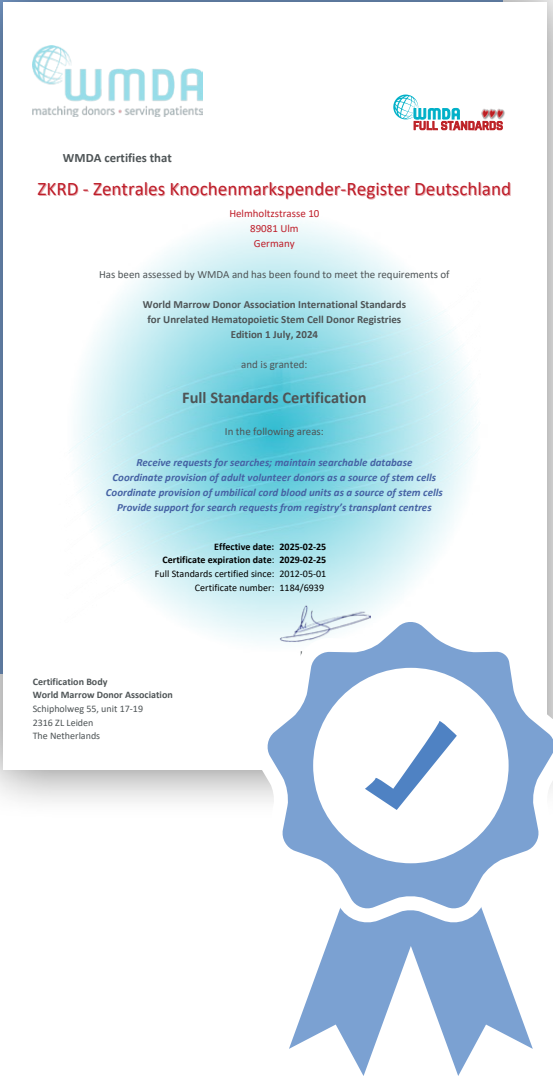 WMDA
matching donors • serving patients
WMDA
FULL STANDARDS
WMDA certifies that
ZKRD - Zentrales Knochenmarkspender-Register Deutschland
Helmholtzstrasse 10
89081 Ulm
Germany
Has been assessed by WMDA and has been found to meet the requirements of
World Marrow Donor Association International Standards
for Unrelated Hematopoietic Stem Cell Donor Registries
Edition 1 July, 2024
and is granted:
Full Standards Certification
In the following areas:
Receive requests for searches; maintain searchable database
Coordinate provision of adult volunteer donors as a source of stem cells
Coordinate provision of umbilical cord blood units as a source of stem cells
Provide support for search requests from registry's transplant centres
Effective date: 2025-02-25
Certificate expiration date: 2029-02-25
Full Standards certified since: 2012-05-01
Certificate number: 1184/6939
Certification Body
World Marrow Donor Association
Schipholweg 55, unit 17-19
2316 ZL Leiden
The Netherlands